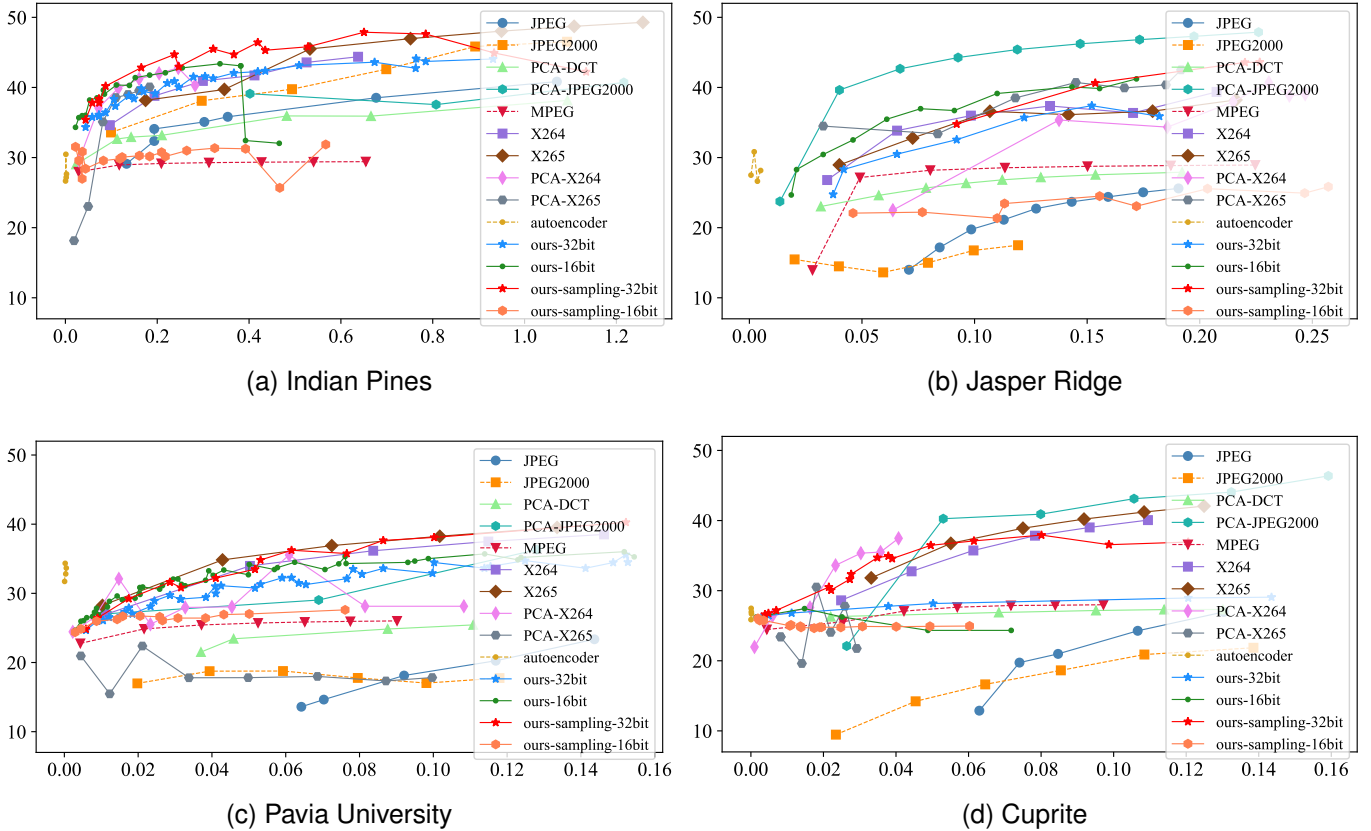 50
40
30
20
10
0.0
0.2
0.4
0.6
0.8
1.0
1.2
JPEG
JPEG2000
PCA-DCT
PCA-JPEG2000
MPEG
X264
X265
PCA-X264
PCA-X265
autoencoder
ours-32bit
ours-16bit
ours-sampling-32bit
ours-sampling-16bit
(a) Indian Pines
50
40
30
20
10
0.00
0.05
0.10
0.15
0.20
0.25
JPEG
JPEG2000
PCA-DCT
PCA-JPEG2000
MPEG
X264
X265
PCA-X264
PCA-X265
autoencoder
ours-32bit
ours-16bit
ours-sampling-32bit
ours-sampling-16bit
(b) Jasper Ridge
50
40
30
20
10
0.00
0.02
0.04
0.06
0.08
0.10
0.12
0.14
0.16
JPEG
JPEG2000
PCA-DCT
PCA-JPEG2000
MPEG
X264
X265
PCA-X264
PCA-X265
autoencoder
ours-32bit
ours-16bit
ours-sampling-32bit
ours-sampling-16bit
(c) Pavia University
50
40
30
20
10
0.00
0.02
0.04
0.06
0.08
0.10
0.12
0.14
0.16
JPEG
JPEG2000
PCA-DCT
PCA-JPEG2000
MPEG
X264
X265
PCA-X264
PCA-X265
autoencoder
ours-32bit
ours-16bit
ours-sampling-32bit
ours-sampling-16bit
(d) Cuprite